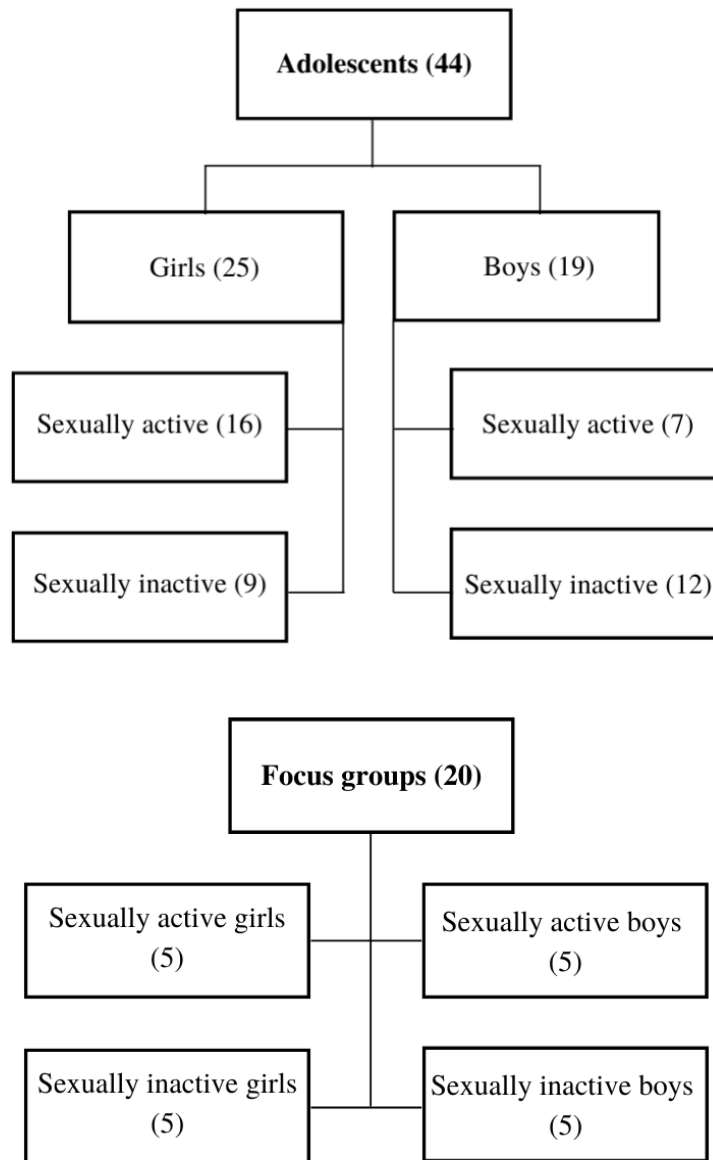 Adolescents (44)
Girls (25)
Boys (19)
Sexually active (16)
Sexually active (7)
Sexually inactive (9)
Sexually inactive (12)
Focus groups (20)
Sexually active girls
(5)
Sexually active boys
(5)
Sexually inactive girls
(5)
Sexually inactive boys
(5)